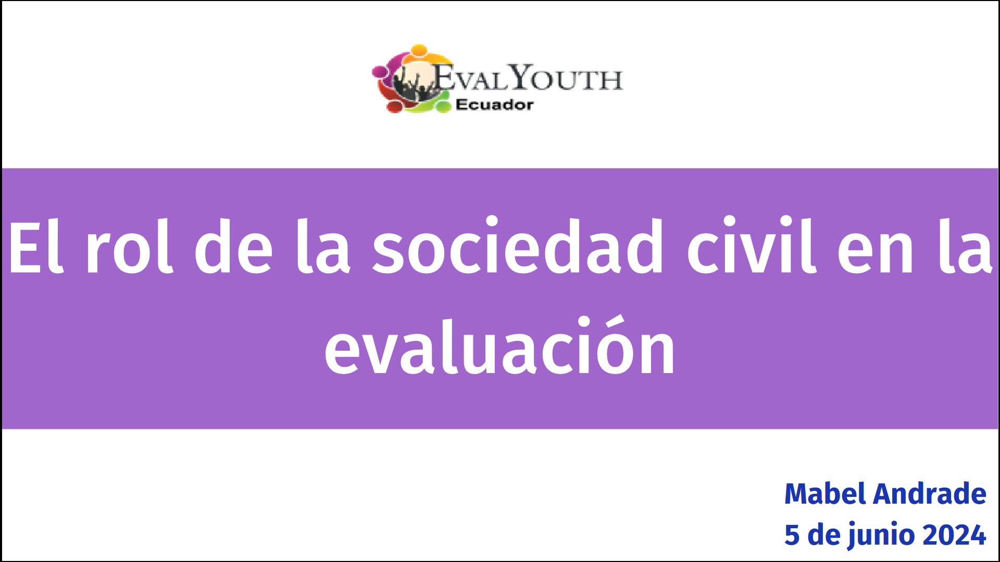 EVALYOUTH
Ecuador
El rol de la sociedad civil en la
evaluación
Mabel Andrade
5 de junio 2024